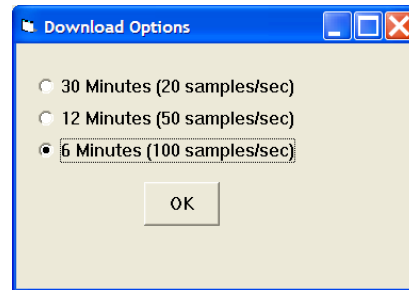 Download Options
30 Minutes (20 samples/sec)
12 Minutes (50 samples/sec)
6 Minutes (100 samples/sec)
OK